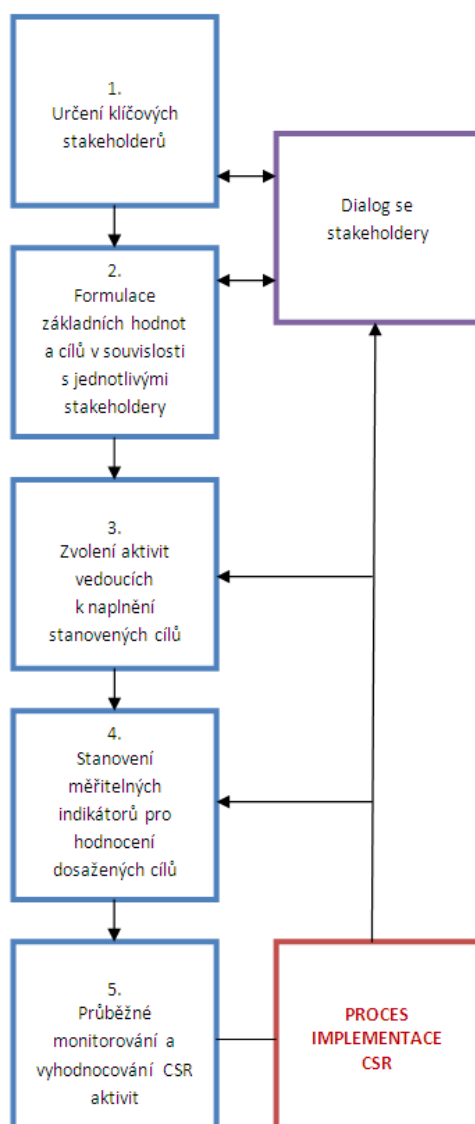 1.
Určení klíčových
stakeholderů
Dialog se
stakeholdery
2.
Formulace
základních hodnot
a cílů v souvislosti
s jednotlivými
stakeholdery
3.
Zvolení aktivit
vedoucích
k naplnění
stanovených cílů
4.
Stanovení
měřitelných
indikátorů pro
hodnocení
dosažených cílů
5.
Průběžné
monitorování a
vyhodnocování CSR
aktivit
PROCES
IMPLEMENTACE
CSR